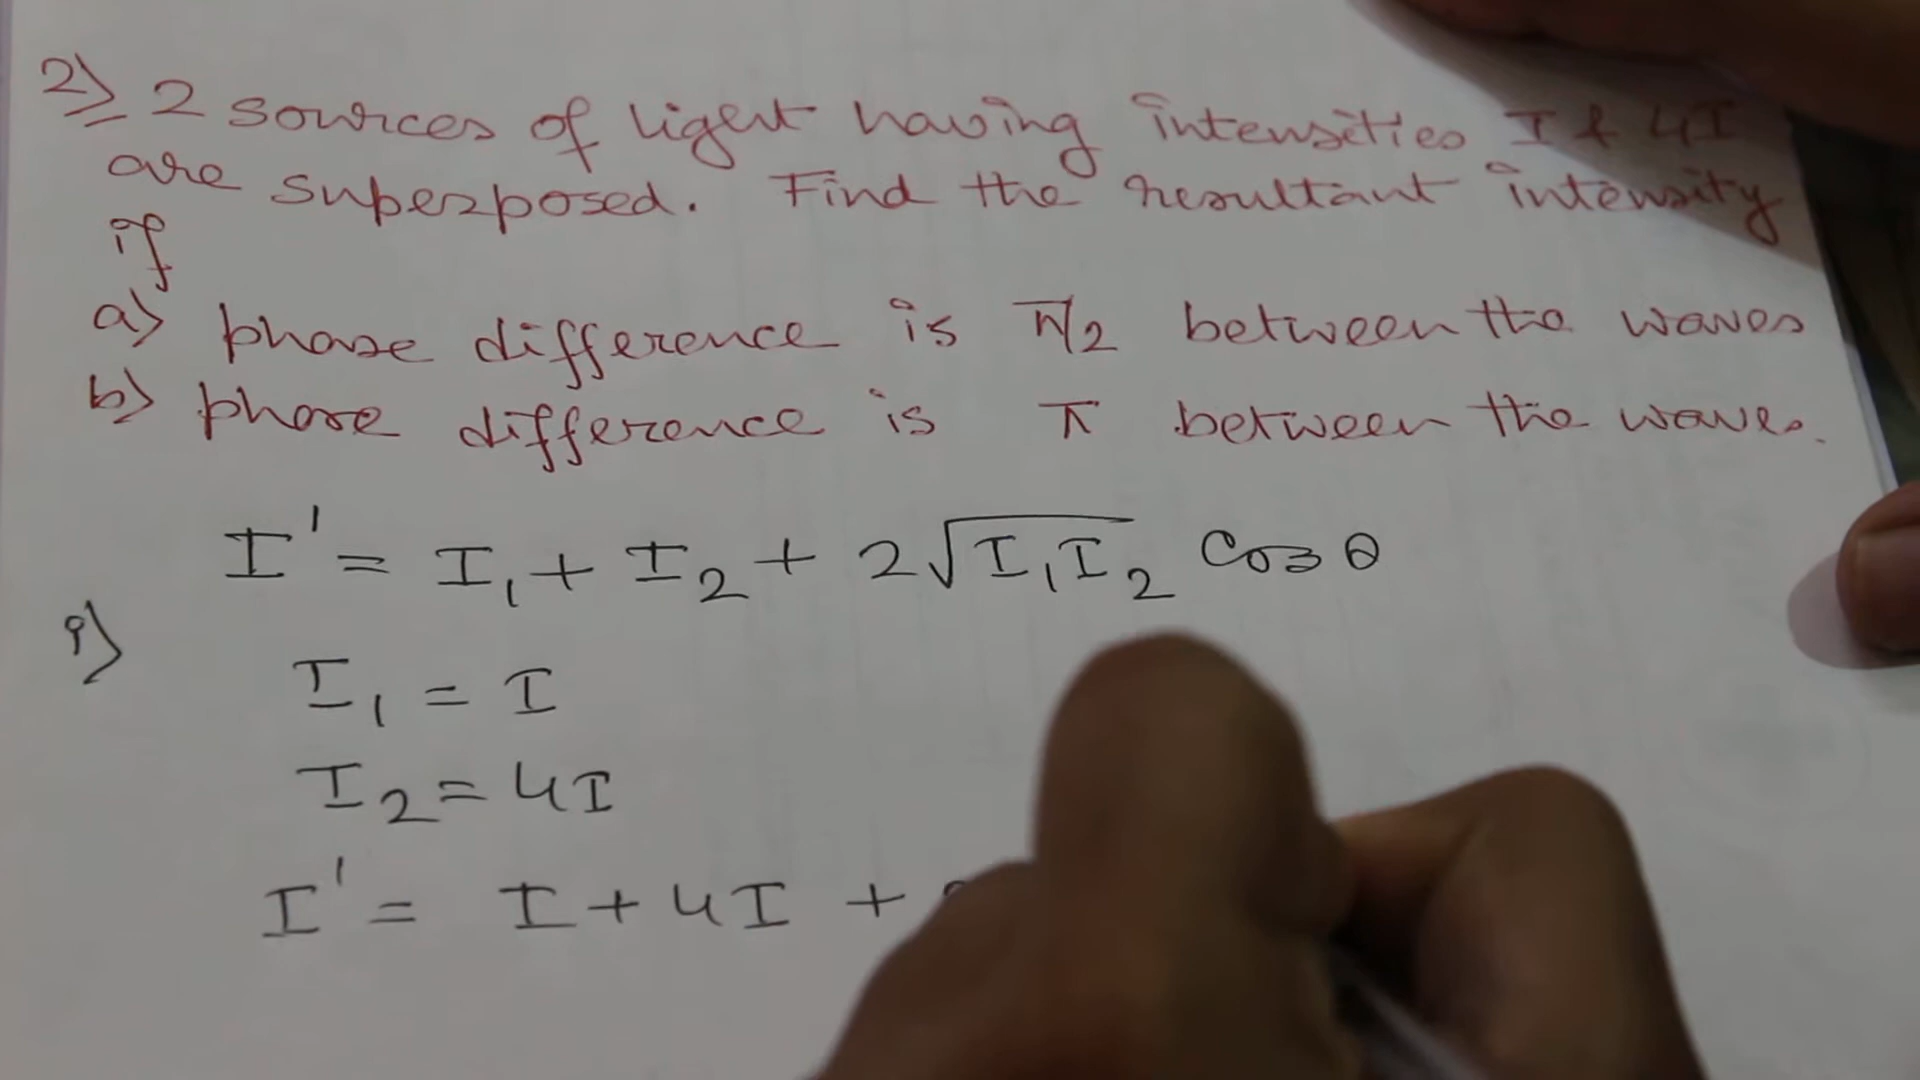 2) 2 sources of light having intensities I & 4I
are superposed. Find the resultant intensity
if
a) phase difference is π/2 between the waves
b) phase difference is π between the waves.
I' = I₁ + I₂ + 2√I₁I₂ Cos θ
i)
I₁ = I
I₂ = 4I
I' = I + 4I +